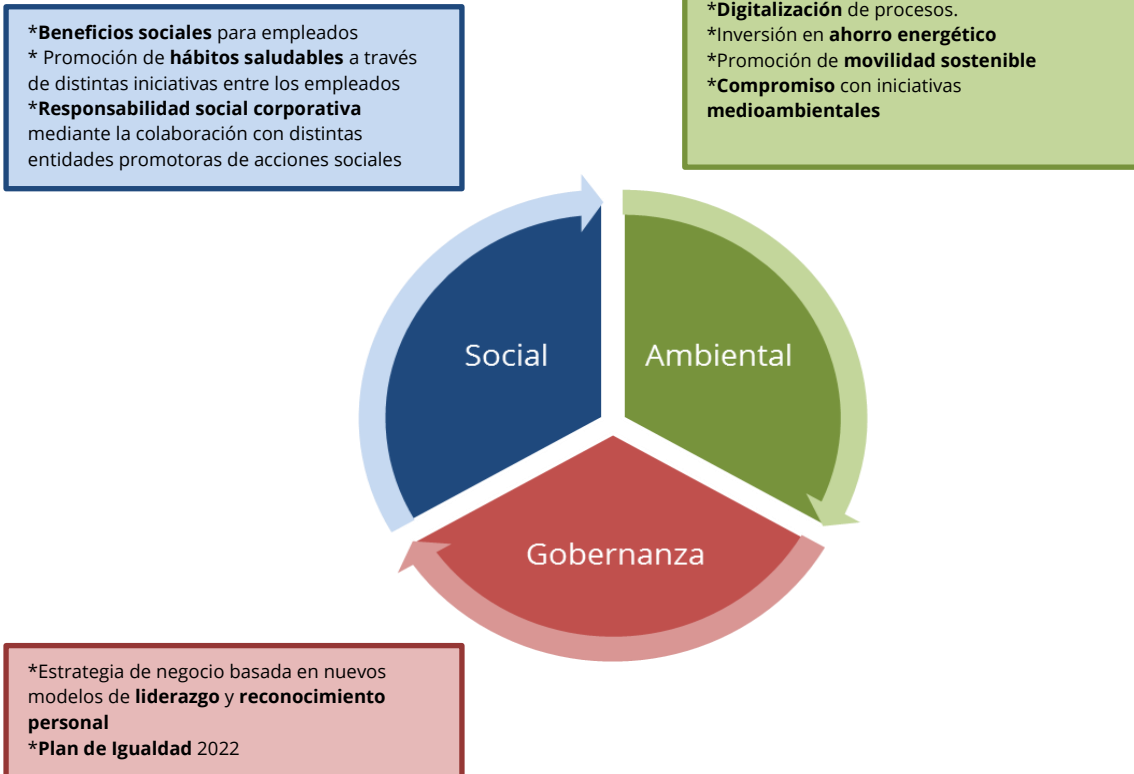 *Beneficios sociales para empleados
* Promoción de hábitos saludables a través
de distintas iniciativas entre los empleados
*Responsabilidad social corporativa
mediante la colaboración con distintas
entidades promotoras de acciones sociales
*Digitalización de procesos.
*Inversión en ahorro energético
*Promoción de movilidad sostenible
*Compromiso con iniciativas
medioambientales
Social
Ambiental
Gobernanza
*Estrategia de negocio basada en nuevos
modelos de liderazgo y reconocimiento
personal
*Plan de Igualdad 2022